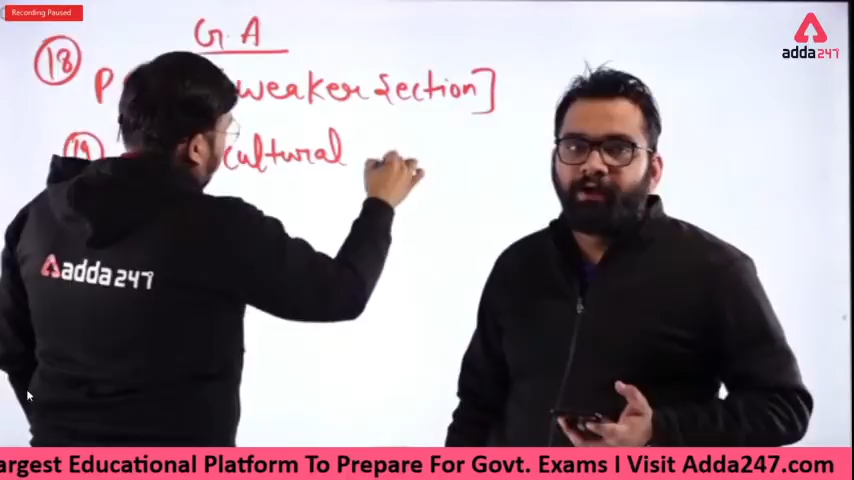 Recording Paused
G.A
18
P weaker Section]
19 cultural
adda247
adda247
argest Educational Platform To Prepare For Govt. Exams I Visit Adda247.com